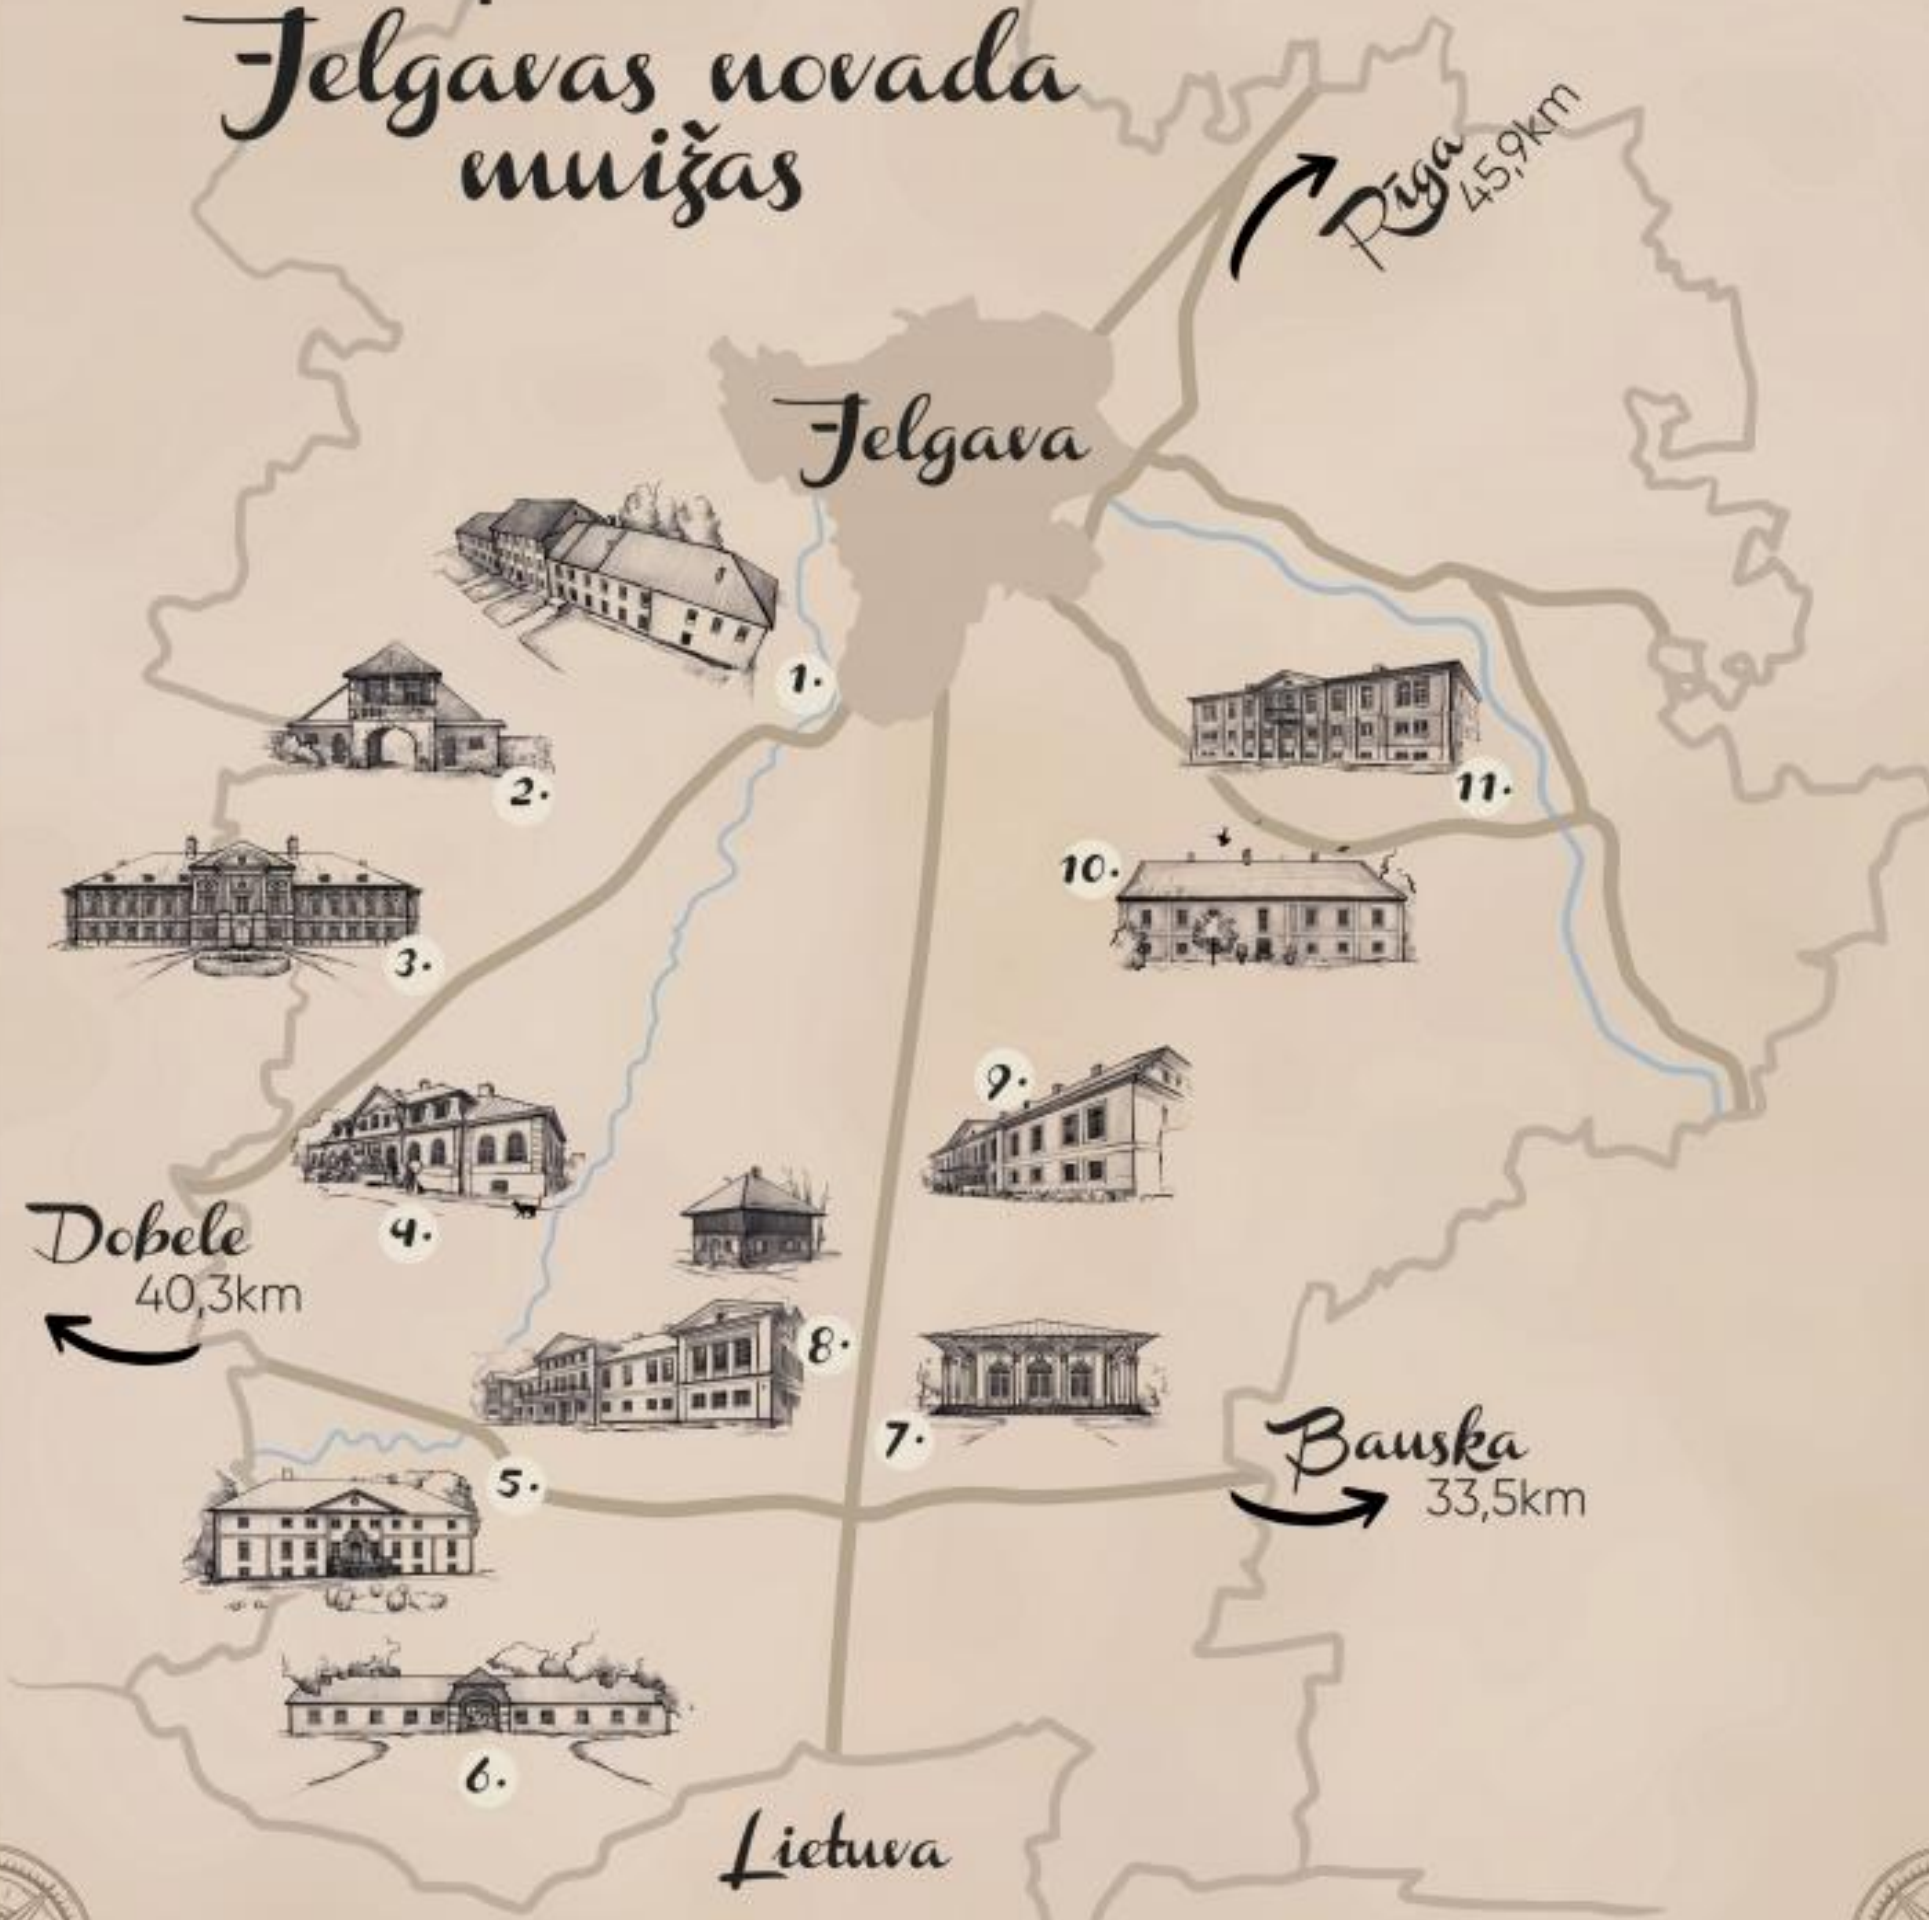 Jelgavas novada
muižas
Rīga
45,9km
Jelgava
1.
2.
11.
10.
3.
9.
4.
Dobele
40,3km
8.
7.
Bauska
33,5km
5.
6.
Lietuva